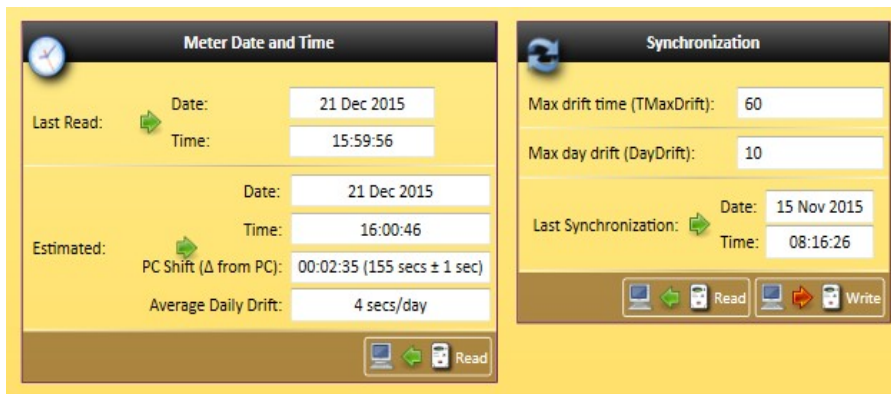 Meter Date and Time
Last Read:
Date:
21 Dec 2015
Time:
15:59:56
Estimated:
Date:
21 Dec 2015
Time:
16:00:46
PC Shift (Δ from PC):
00:02:35 (155 secs ± 1 sec)
Average Daily Drift:
4 secs/day
Read
Synchronization
Max drift time (TMaxDrift):
60
Max day drift (DayDrift):
10
Last Synchronization:
Date:
15 Nov 2015
Time:
08:16:26
Read
Write